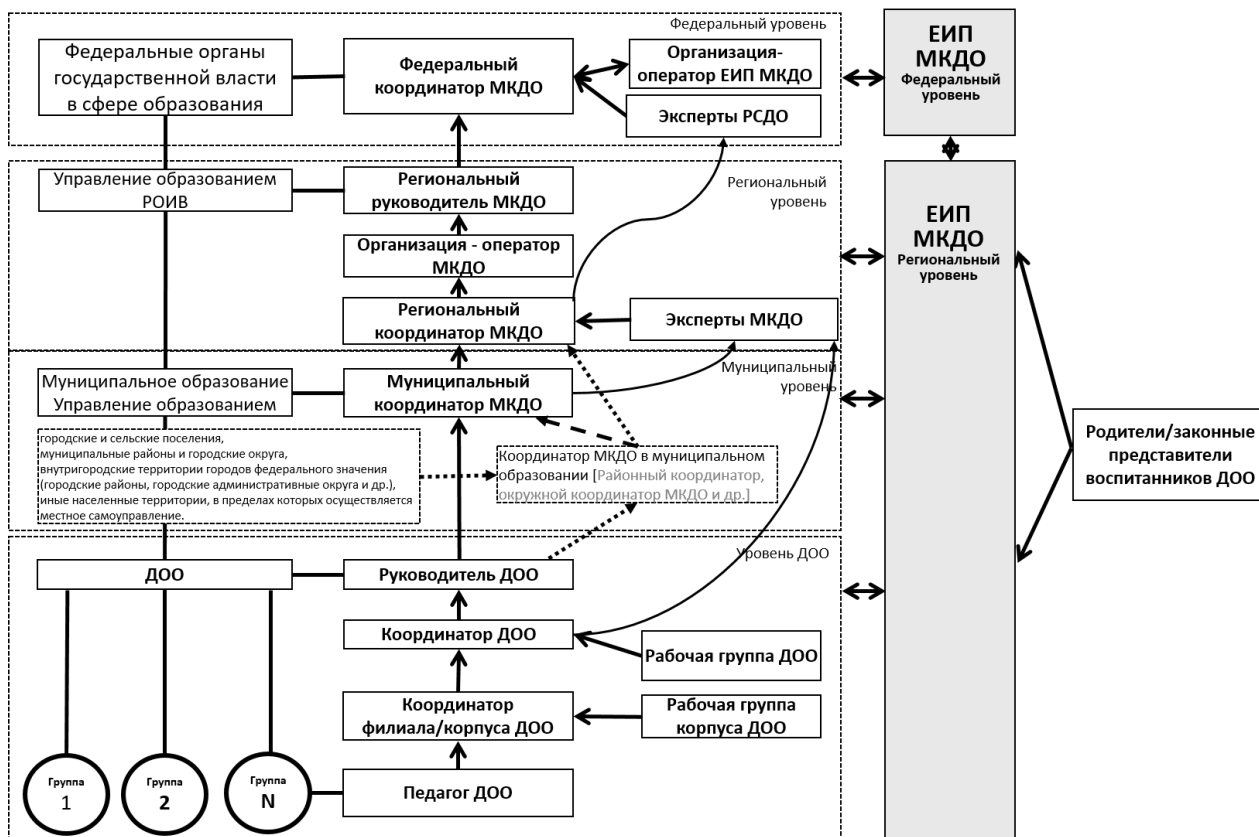 Федеральный уровень
Федеральные органы
государственной власти
в сфере образования
Федеральный
координатор МКДО
Организация-
оператор ЕИП МКДО
Эксперты РСДО
ЕИП
МКДО
Федеральный
уровень
Управление образованием
РОИВ
Региональный
руководитель МКДО
Региональный
уровень
Организация - оператор
МКДО
Региональный
координатор МКДО
Эксперты МКДО
ЕИП
МКДО
Региональный
уровень
Муниципальное образование
Управление образованием
Муниципальный
координатор МКДО
Муниципальный
уровень
городские и сельские поселения,
муниципальные районы и городские округа,
внутригородские территории городов федерального значения
(городские районы, городские административные округа и др.),
иные населенные территории, в пределах которых осуществляется
местное самоуправление.
Координатор МКДО в муниципальном
образовании [Районный координатор,
окружной координатор МКДО и др.]
Родители/законные
представители
воспитанников ДОО
Уровень ДОО
ДОО
Руководитель ДОО
Координатор ДОО
Рабочая группа ДОО
Координатор
филиала/корпуса ДОО
Рабочая группа
корпуса ДОО
Группа
1
Группа
2
Группа
N
Педагог ДОО